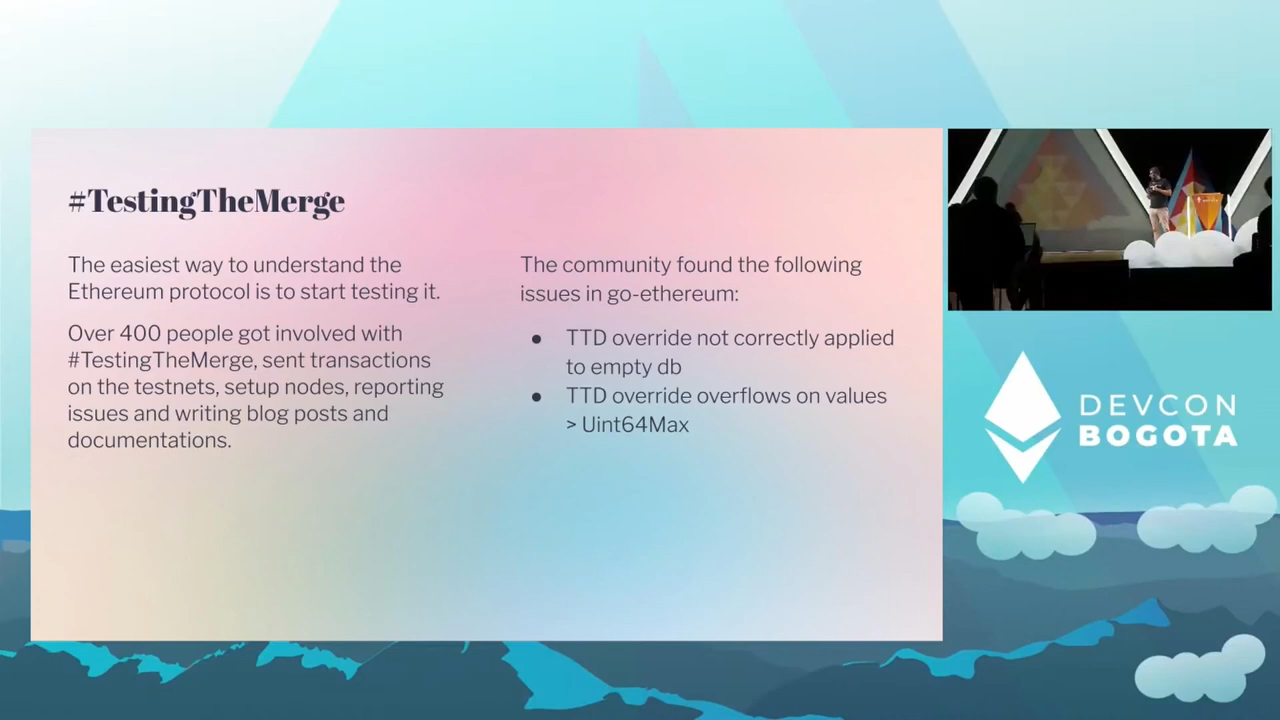 #TestingTheMerge
The easiest way to understand the
Ethereum protocol is to start testing it.
Over 400 people got involved with
#TestingTheMerge, sent transactions
on the testnets, setup nodes, reporting
issues and writing blog posts and
documentations.
The community found the following
issues in go-ethereum:
● TTD override not correctly applied
to empty db
● TTD override overflows on values
> Uint64Max
DEVCON
BOGOTA